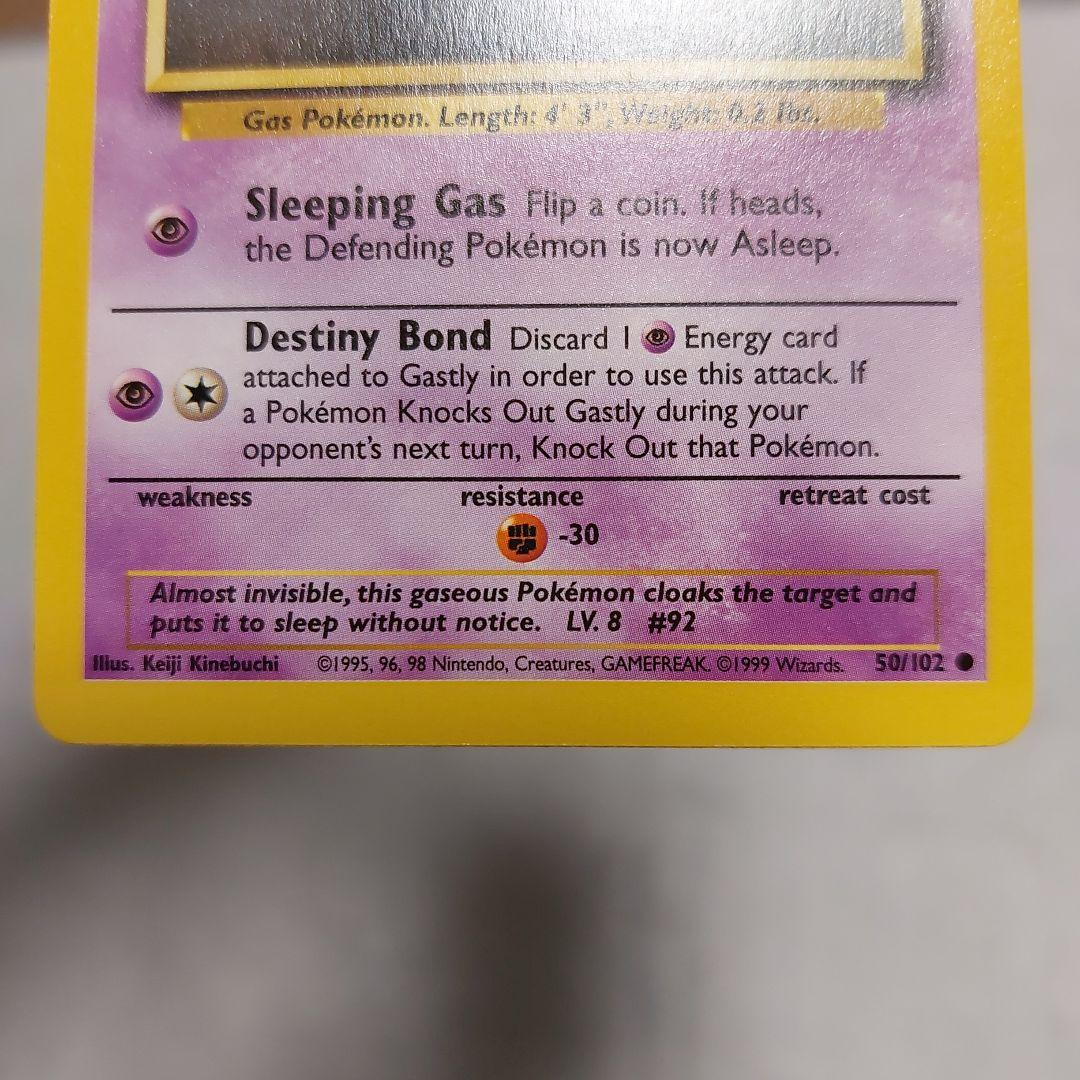 Gas Pokémon. Length: 4' 3", Weight: 0.2 lbs.
Sleeping Gas Flip a coin. If heads,
the Defending Pokémon is now Asleep.
Destiny Bond Discard 1 Energy card
attached to Gastly in order to use this attack. If
a Pokémon Knocks Out Gastly during your
opponent's next turn, Knock Out that Pokémon.
weakness resistance retreat cost
-30
Almost invisible, this gaseous Pokémon cloaks the target and
puts it to sleep without notice. LV. 8 #92
Illus. Keiji Kinebuchi ©1995, 96, 98 Nintendo, Creatures, GAMEFREAK. ©1999 Wizards. 50/102